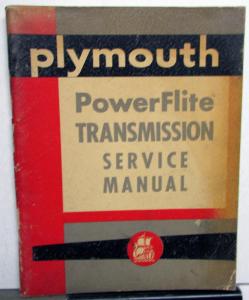 plymouth
PowerFlite
TRANSMISSION
SERVICE
MANUAL